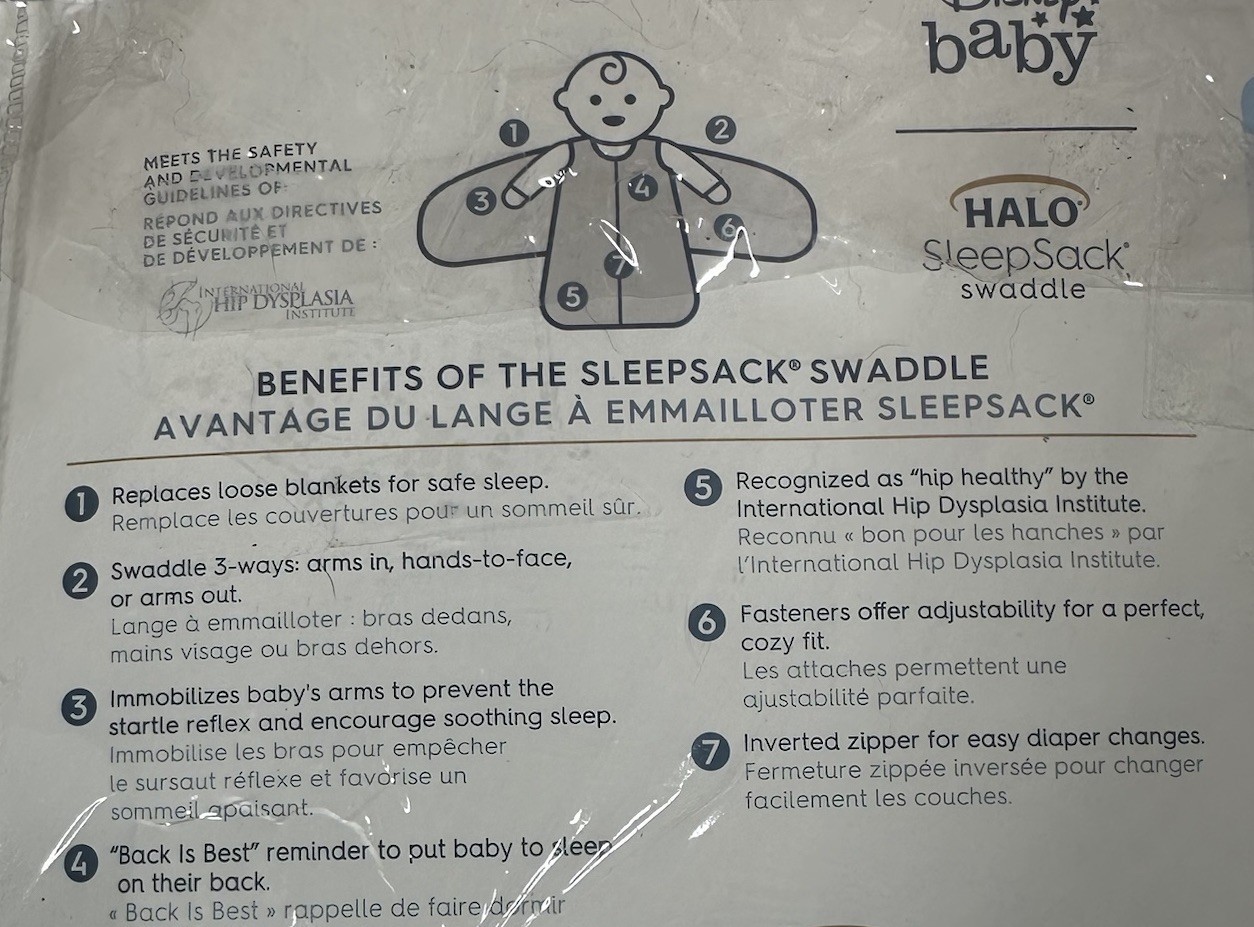 DISNEY
baby
MEETS THE SAFETY
AND DEVELOPMENTAL
GUIDELINES OF:
RÉPOND AUX DIRECTIVES
DE SÉCURITÉ ET
DE DÉVELOPPEMENT DE :
INTERNATIONAL
HIP DYSPLASIA
INSTITUTE
1
2
3
4
6
7
5
HALO®
SleepSack®
swaddle
BENEFITS OF THE SLEEPSACK® SWADDLE
AVANTAGE DU LANGE À EMMAILLOTER SLEEPSACK®
1 Replaces loose blankets for safe sleep.
Remplace les couvertures pour un sommeil sûr.
2 Swaddle 3-ways: arms in, hands-to-face,
or arms out.
Lange à emmailloter : bras dedans,
mains visage ou bras dehors.
3 Immobilizes baby's arms to prevent the
startle reflex and encourage soothing sleep.
Immobilise les bras pour empêcher
le sursaut réflexe et favorise un
sommeil apaisant.
4 "Back Is Best" reminder to put baby to sleep
on their back.
« Back Is Best » rappelle de faire dormir
5 Recognized as "hip healthy" by the
International Hip Dysplasia Institute.
Reconnu « bon pour les hanches » par
l'International Hip Dysplasia Institute.
6 Fasteners offer adjustability for a perfect,
cozy fit.
Les attaches permettent une
ajustabilité parfaite.
7 Inverted zipper for easy diaper changes.
Fermeture zippée inversée pour changer
facilement les couches.